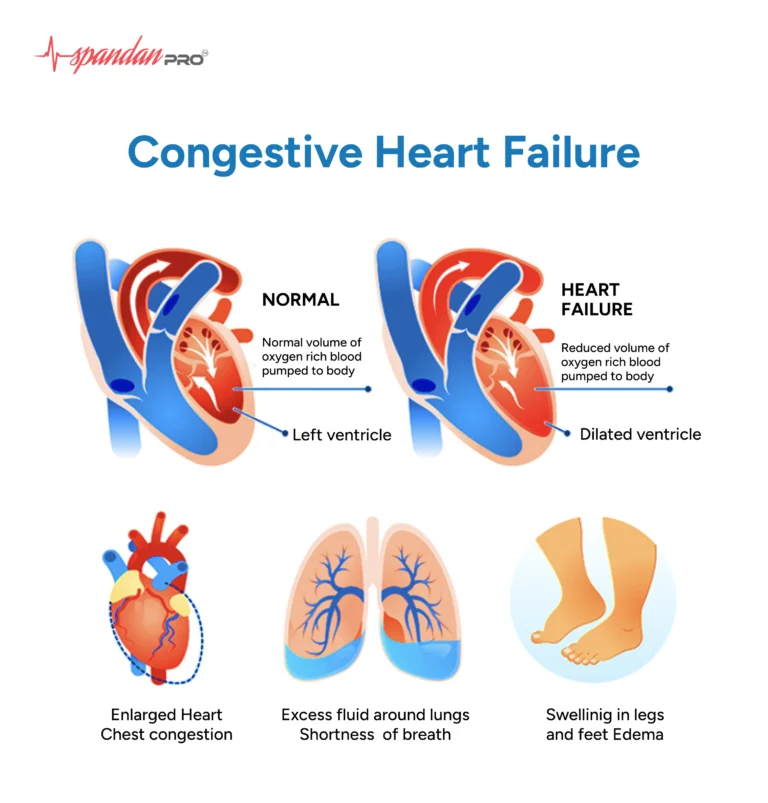 spandan PRO
Congestive Heart Failure
NORMAL
Normal volume of
oxygen rich blood
pumped to body
Left ventricle
HEART
FAILURE
Reduced volume of
oxygen rich blood
pumped to body
Dilated ventricle
Enlarged Heart
Chest congestion
Excess fluid around lungs
Shortness of breath
Swellinig in legs
and feet Edema